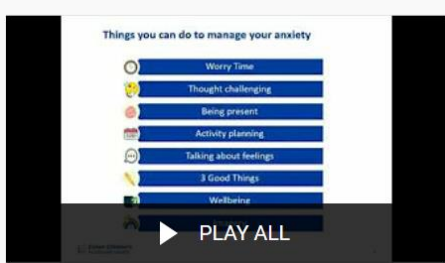 Things you can do to manage your anxiety
Worry Time
Thought challenging
Being present
Activity planning
Talking about feelings
3 Good Things
Wellbeing
PLAY ALL